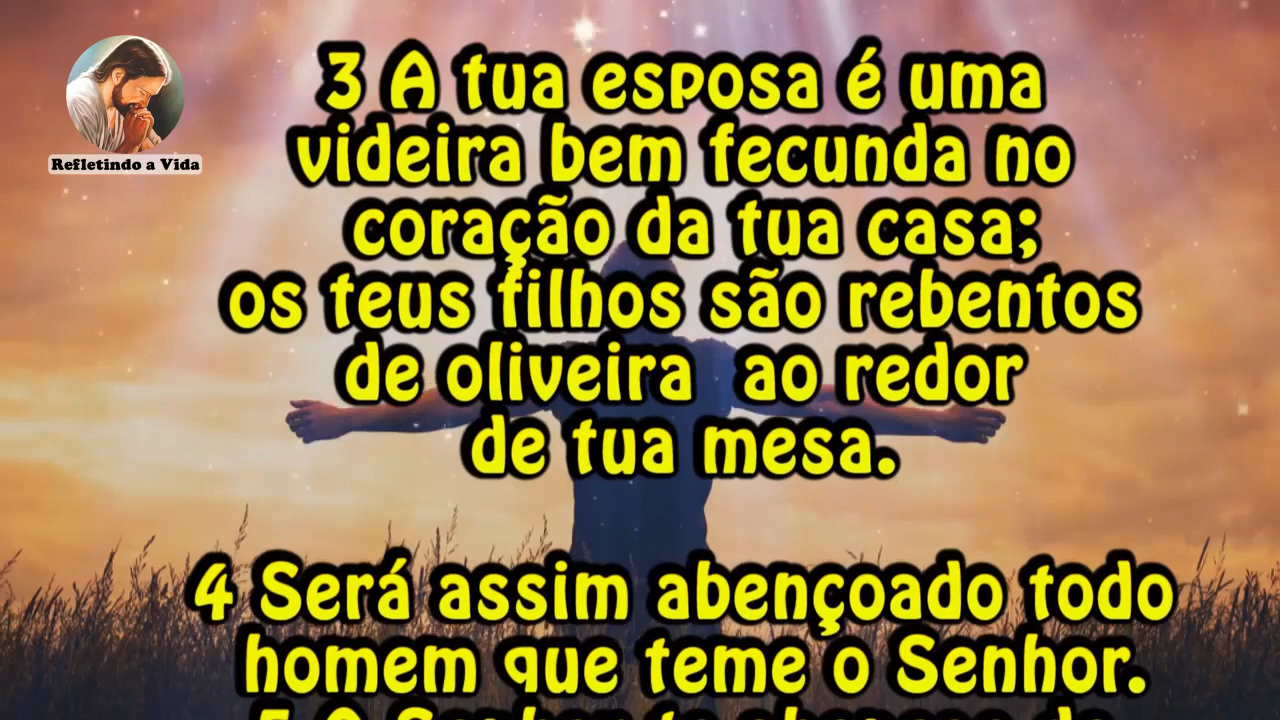 Refletindo a Vida
3 A tua esposa é uma
videira bem fecunda no
coração da tua casa;
os teus filhos são rebentos
de oliveira ao redor
de tua mesa.
4 Será assim abençoado todo
homem que teme o Senhor.